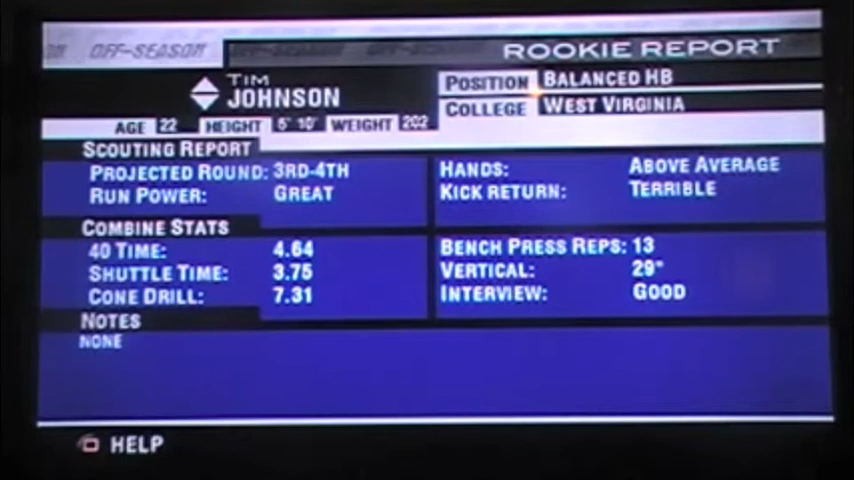 OFF-SEASON
ROOKIE REPORT
TIM
JOHNSON
POSITION BALANCED HB
COLLEGE WEST VIRGINIA
AGE 22 HEIGHT 5' 10" WEIGHT 202
SCOUTING REPORT
PROJECTED ROUND: 3RD-4TH
RUN POWER: GREAT
HANDS: ABOVE AVERAGE
KICK RETURN: TERRIBLE
COMBINE STATS
40 TIME: 4.64
SHUTTLE TIME: 3.75
CONE DRILL: 7.31
BENCH PRESS REPS: 13
VERTICAL: 29"
INTERVIEW: GOOD
NOTES
NONE
HELP